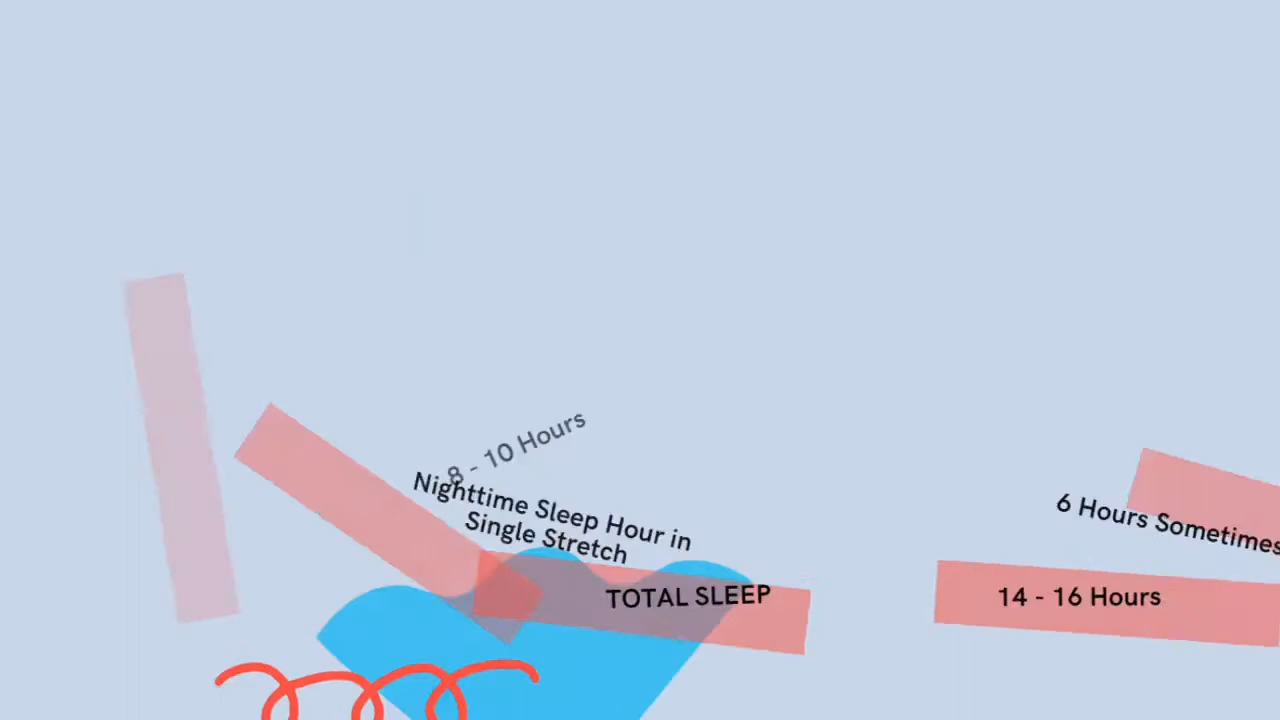 8 - 10 Hours
Nighttime Sleep Hour in
Single Stretch
6 Hours Sometimes
TOTAL SLEEP
14 - 16 Hours